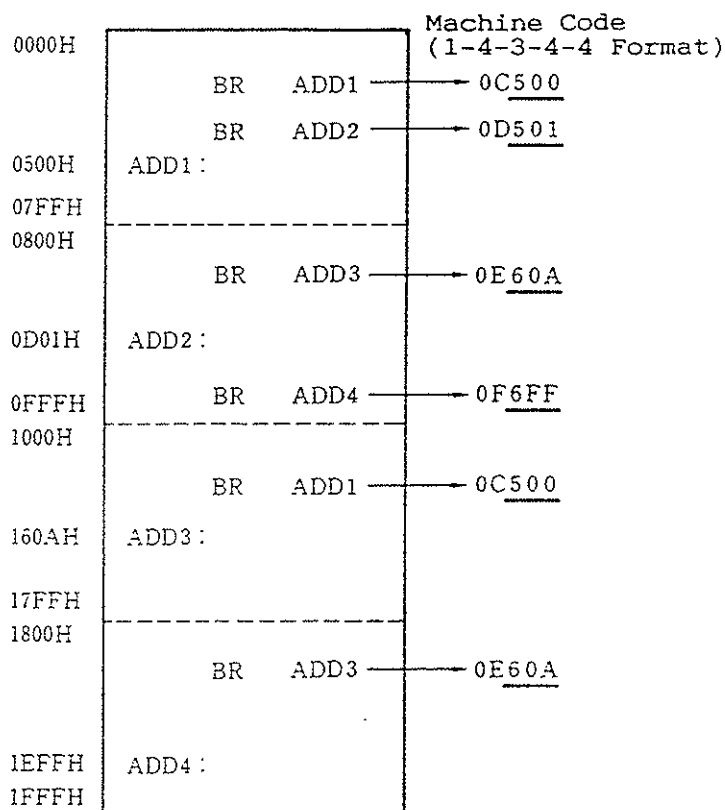 Machine Code
0000H (1-4-3-4-4 Format)
BR ADD1 0C500
BR ADD2 0D501
0500H ADD1:
07FFH
0800H
BR ADD3 0E60A
0D01H ADD2:
BR ADD4 0F6FF
0FFFH
1000H
BR ADD1 0C500
160AH ADD3:
17FFH
1800H
BR ADD3 0E60A
1EFFH ADD4:
1FFFH